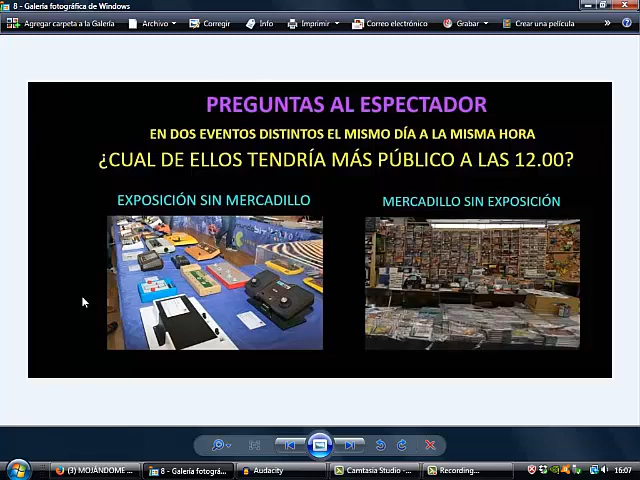 8 - Galería fotográfica de Windows
Agregar carpeta a la Galería Archivo Corregir Info Imprimir Correo electrónico Grabar Crear una película »
PREGUNTAS AL ESPECTADOR
EN DOS EVENTOS DISTINTOS EL MISMO DÍA A LA MISMA HORA
¿CUAL DE ELLOS TENDRÍA MÁS PÚBLICO A LAS 12.00?
EXPOSICIÓN SIN MERCADILLO
MERCADILLO SIN EXPOSICIÓN
(3) MOJÁNDOME ... 8 - Galería fotográ... Audacity Camtasia Studio -... Recording... 16:07